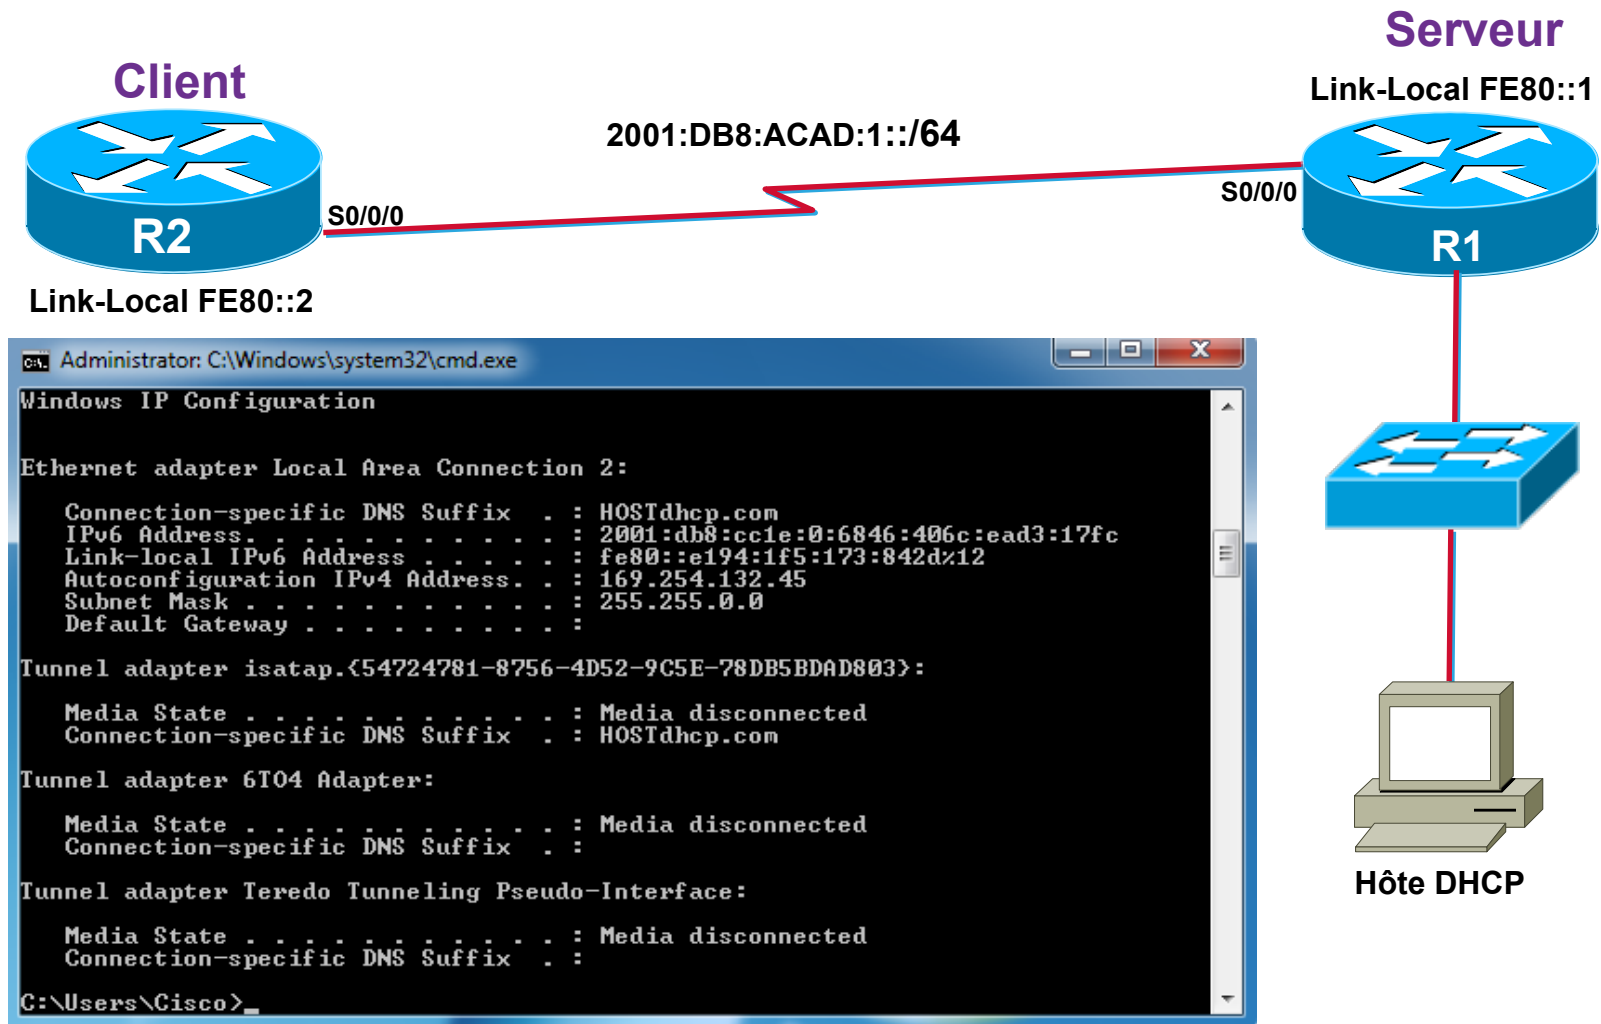 Serveur
Client
Link-Local FE80::1
2001:DB8:ACAD:1::/64
S0/0/0
S0/0/0
R2
R1
Link-Local FE80::2
Administrator: C:\Windows\system32\cmd.exe
Windows IP Configuration
Ethernet adapter Local Area Connection 2:
Connection-specific DNS Suffix . : HOSTdhcp.com
IPv6 Address. . . . . . . . . . . : 2001:db8:cc1e:0:6846:406c:ead3:17fc
Link-local IPv6 Address . . . . . : fe80::e194:1f5:173:842d%12
Autoconfiguration IPv4 Address. . : 169.254.132.45
Subnet Mask . . . . . . . . . . . : 255.255.0.0
Default Gateway . . . . . . . . . :
Tunnel adapter isatap.{54724781-8756-4D52-9C5E-78DB5BDAD803}:
Media State . . . . . . . . . . . : Media disconnected
Connection-specific DNS Suffix . : HOSTdhcp.com
Tunnel adapter 6TO4 Adapter:
Media State . . . . . . . . . . . : Media disconnected
Connection-specific DNS Suffix . :
Tunnel adapter Teredo Tunneling Pseudo-Interface:
Media State . . . . . . . . . . . : Media disconnected
Connection-specific DNS Suffix . :
C:\Users\Cisco>_
Hôte DHCP